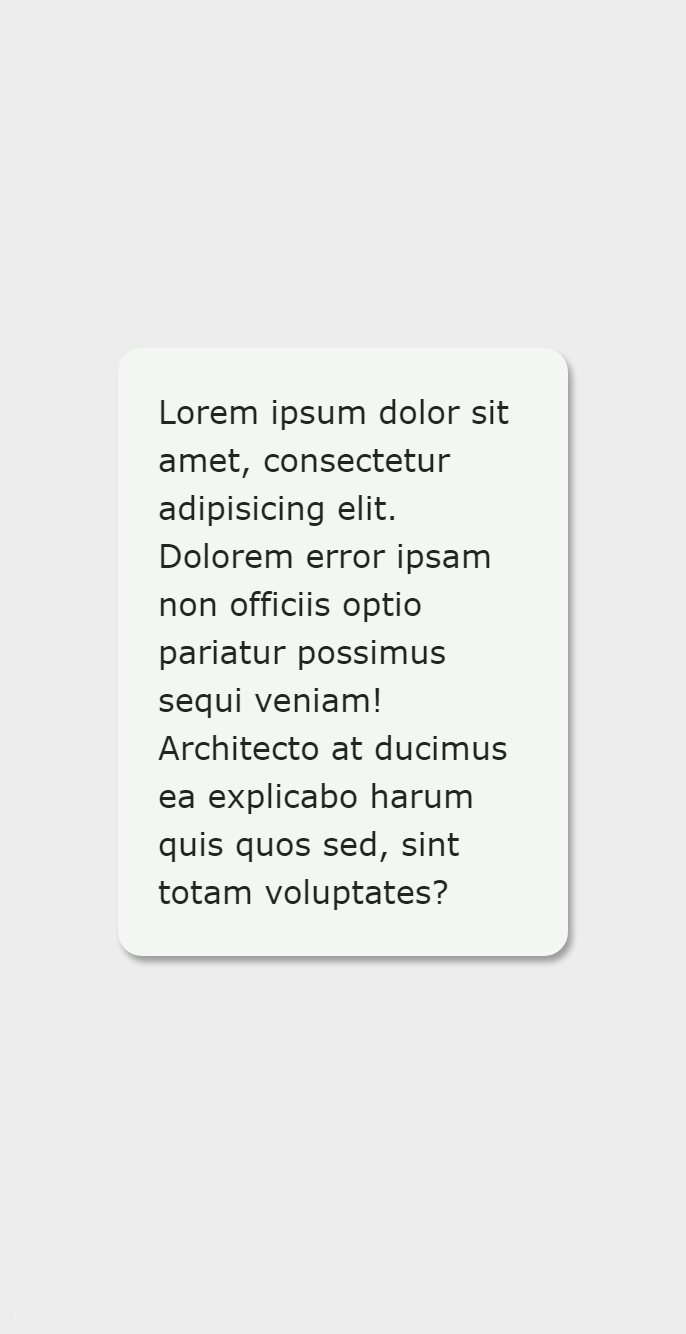 Lorem ipsum dolor sit
amet, consectetur
adipisicing elit.
Dolorem error ipsam
non officiis optio
pariatur possimus
sequi veniam!
Architecto at ducimus
ea explicabo harum
quis quos sed, sint
totam voluptates?